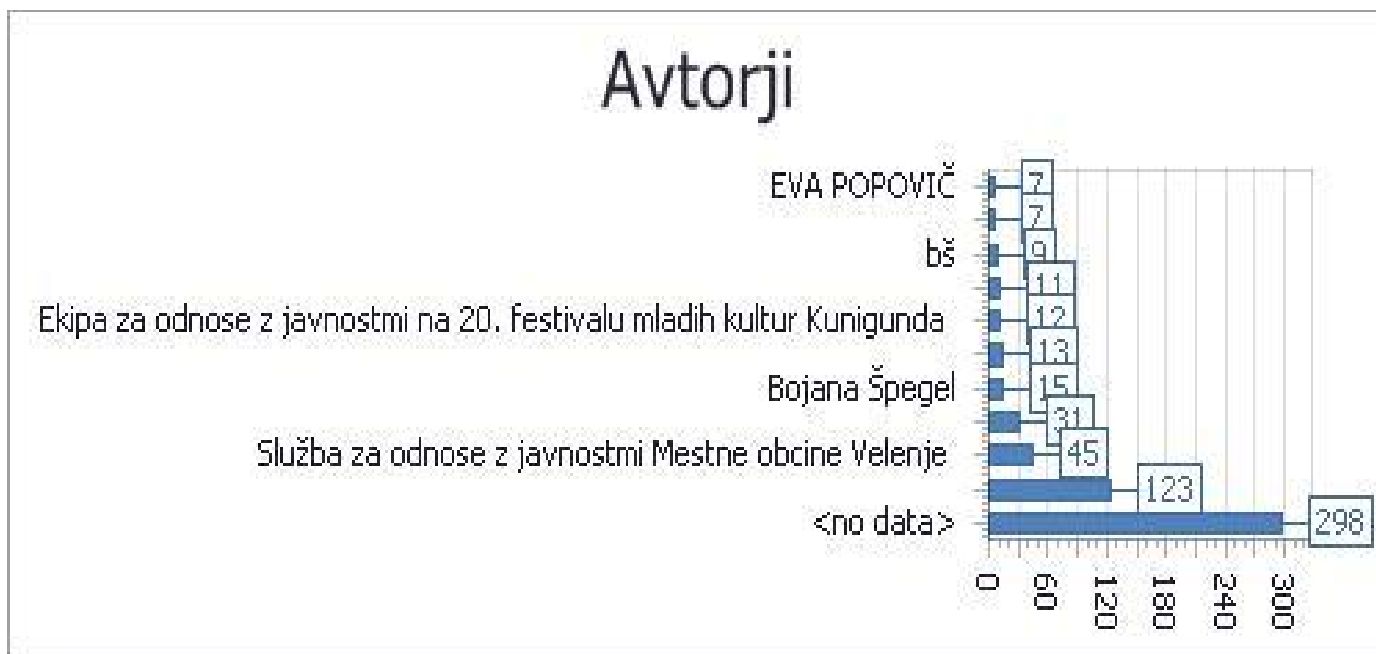 Avtorji
EVA POPOVIČ 7
7
bš 9
11
Ekipa za odnose z javnostmi na 20. festivalu mladih kultur Kunigunda 12
13
Bojana Špegel 15
31
Služba za odnose z javnostmi Mestne obcine Velenje 45
123
<no data> 298
0 60 120 180 240 300